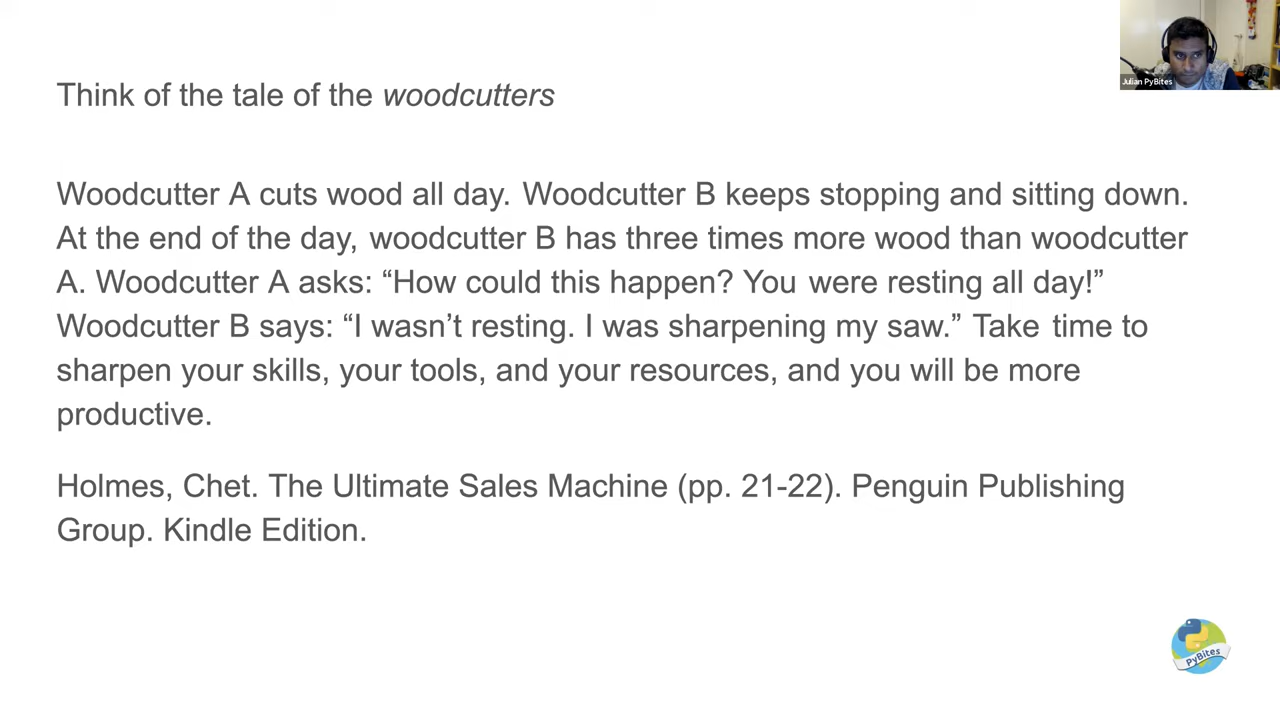 Julian PyBites
Think of the tale of the woodcutters
Woodcutter A cuts wood all day. Woodcutter B keeps stopping and sitting down.
At the end of the day, woodcutter B has three times more wood than woodcutter
A. Woodcutter A asks: “How could this happen? You were resting all day!”
Woodcutter B says: “I wasn’t resting. I was sharpening my saw.” Take time to
sharpen your skills, your tools, and your resources, and you will be more
productive.
Holmes, Chet. The Ultimate Sales Machine (pp. 21-22). Penguin Publishing
Group. Kindle Edition.
PyBites